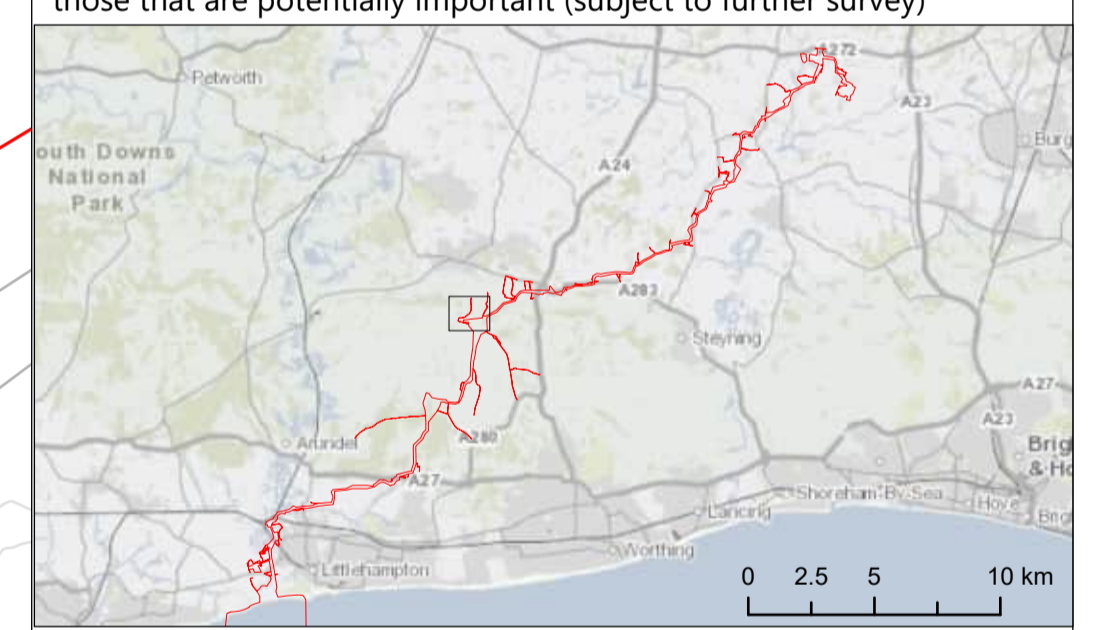 those that are potentially important (subject to further survey)
A272
Petworth
A23
Burg
outh Downs
National
Park
A24
A283
Steyning
A27
A23
Arundel
A280
Brig
& Ho
A27
Shoreham-By-Sea
Hove
Lancing
Brig
Worthing
Littlehampton
0 2.5 5 10 km